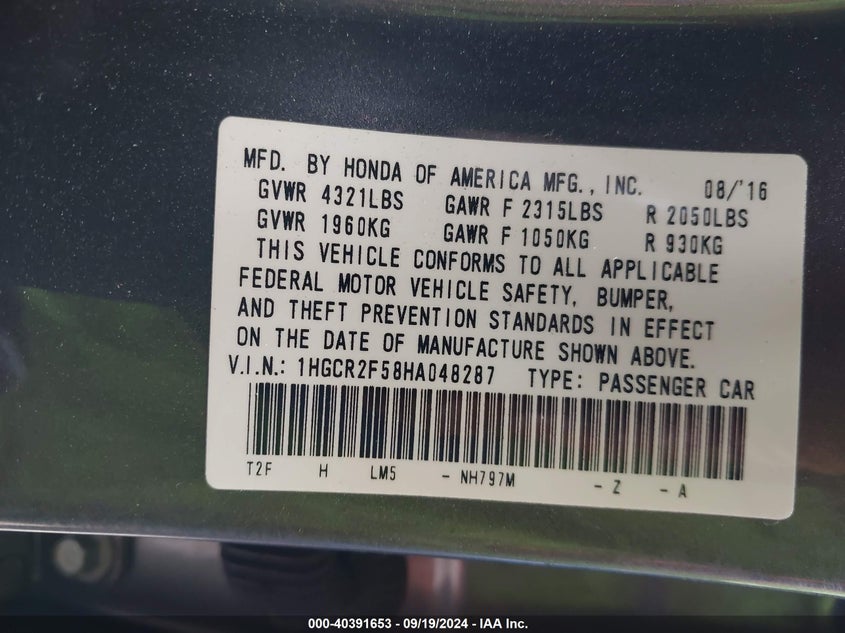 MFD. BY HONDA OF AMERICA MFG., INC. 08/'16
GVWR 4321LBS GAWR F 2315LBS R 2050LBS
GVWR 1960KG GAWR F 1050KG R 930KG
THIS VEHICLE CONFORMS TO ALL APPLICABLE
FEDERAL MOTOR VEHICLE SAFETY, BUMPER,
AND THEFT PREVENTION STANDARDS IN EFFECT
ON THE DATE OF MANUFACTURE SHOWN ABOVE.
V.I.N.: 1HGCR2F58HA048287 TYPE: PASSENGER CAR
T2F H LM5 - NH797M - Z - A
000-40391653 - 09/19/2024 - IAA Inc.